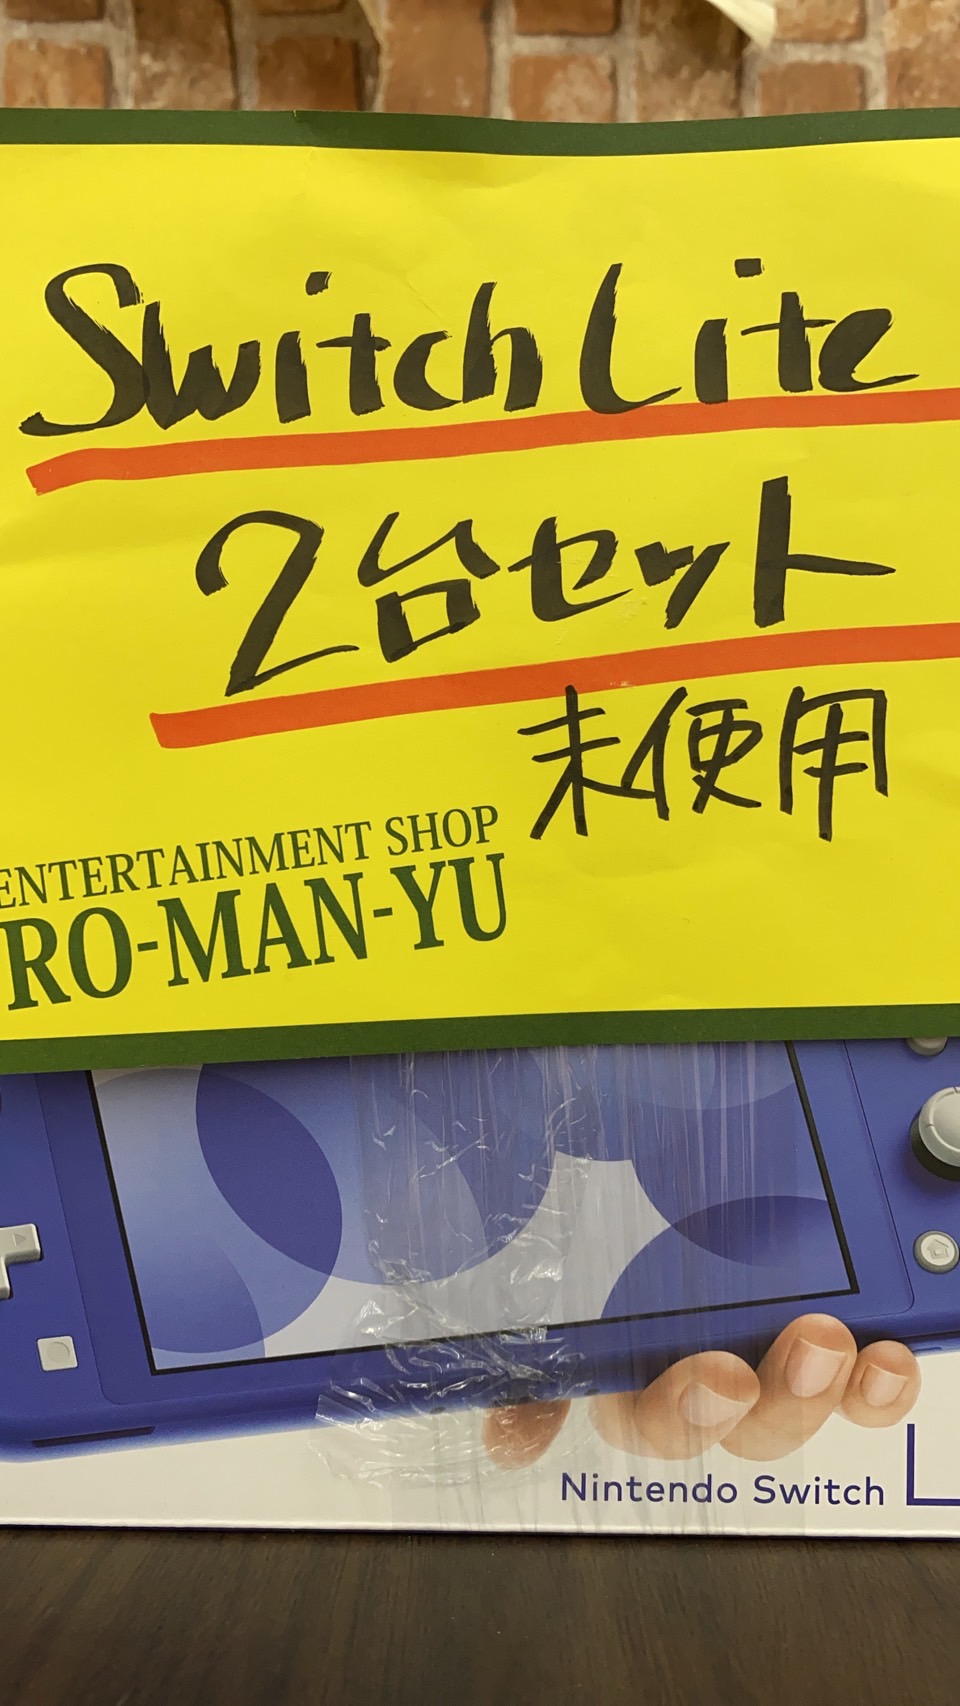 Switch Lite
2台セット
未使用
ENTERTAINMENT SHOP
RO-MAN-YU
Nintendo Switch L